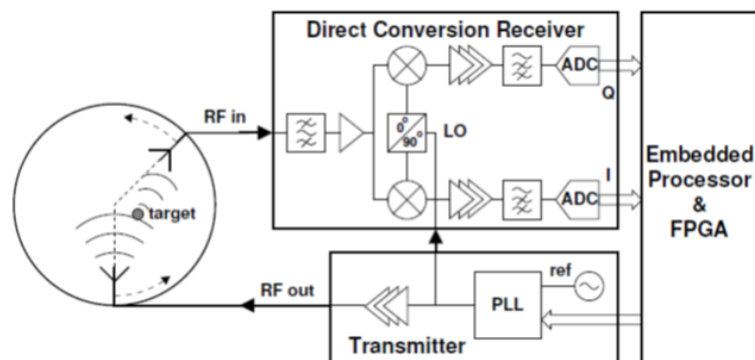 Direct Conversion Receiver
RF in
0°
90°
LO
ADC
Q
I
ADC
target
Embedded
Processor
&
FPGA
RF out
ref
PLL
Transmitter